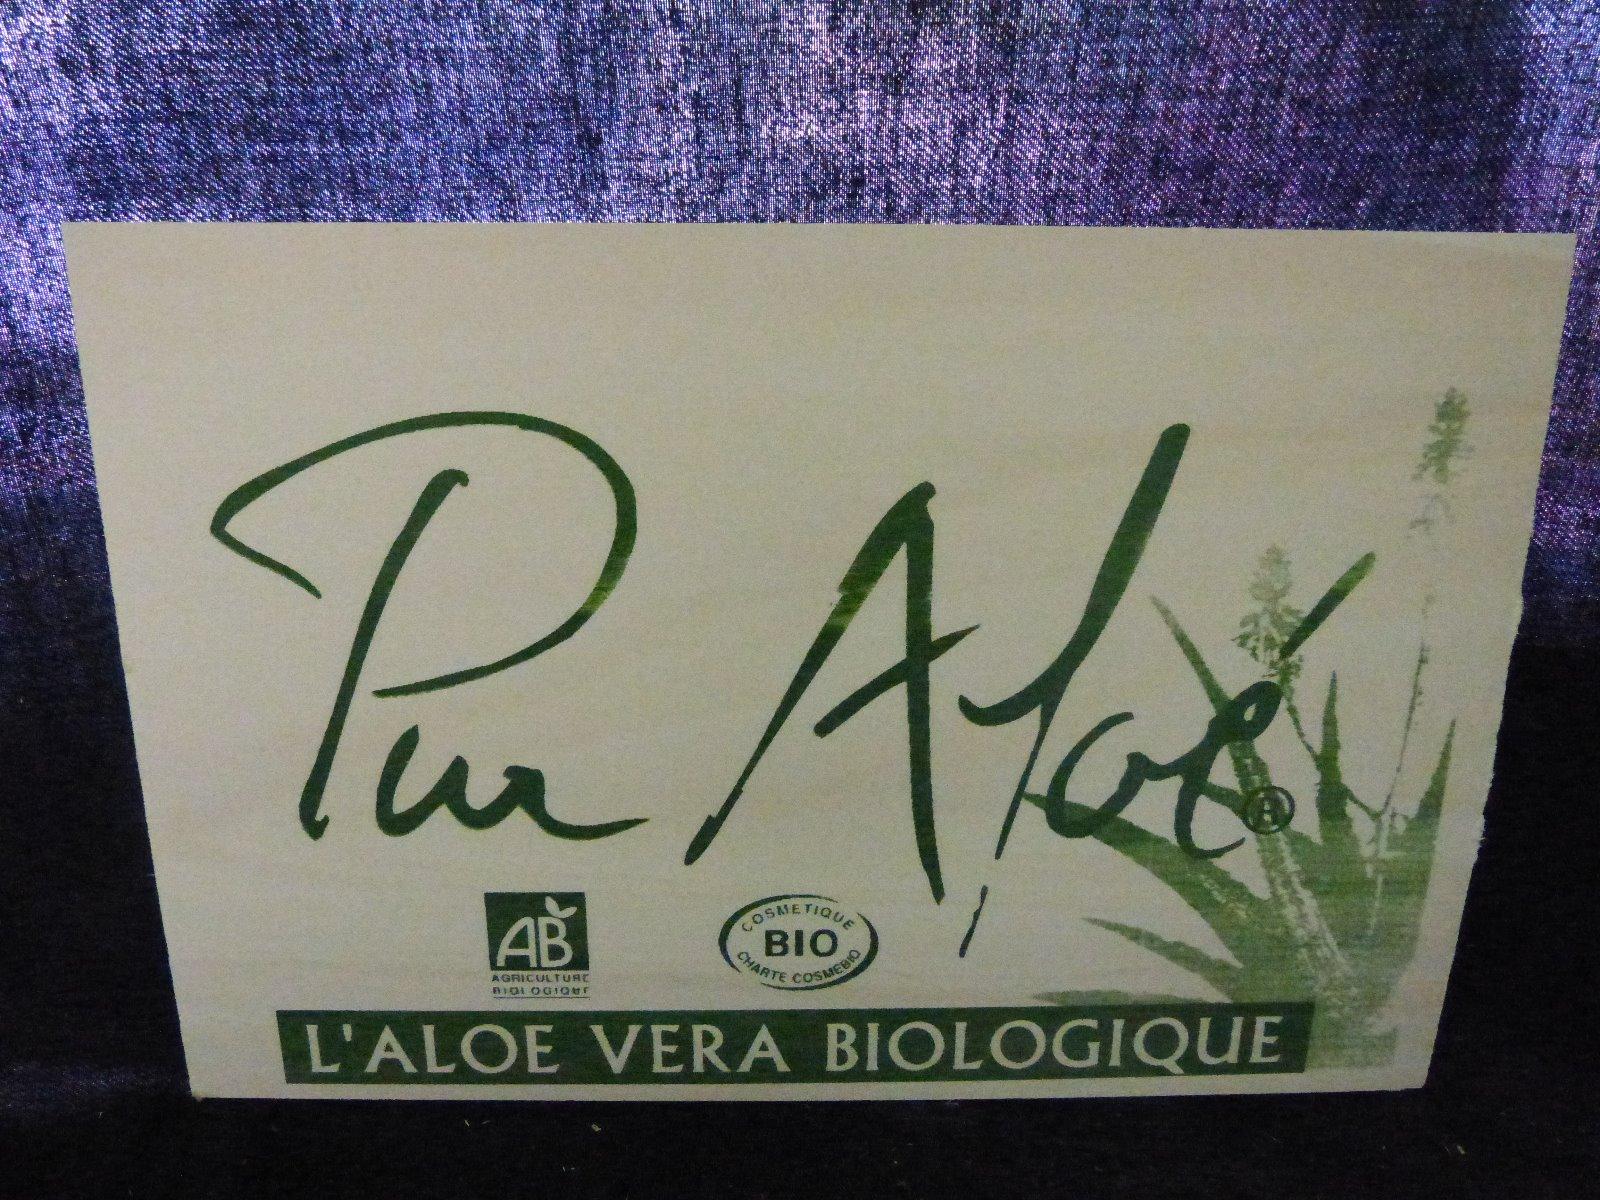 Pur Aloé ®
AB
AGRICULTURE
BIOLOGIQUE
COSMETIQUE
BIO
CHARTE COSMEBIO
L'ALOE VERA BIOLOGIQUE